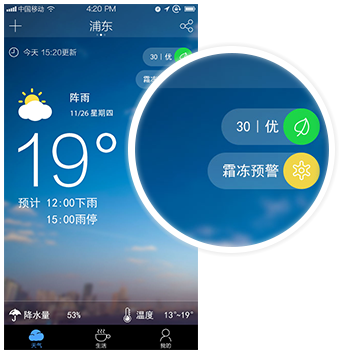 中国移动 4:20 PM
浦东
今天 15:20更新
30 | 优
霜冻
阵雨
11/26 星期四
19°
预计 12:00下雨
15:00雨停
30 | 优
霜冻预警
降水量 53% 温度 13°~19°
天气 生活 我的